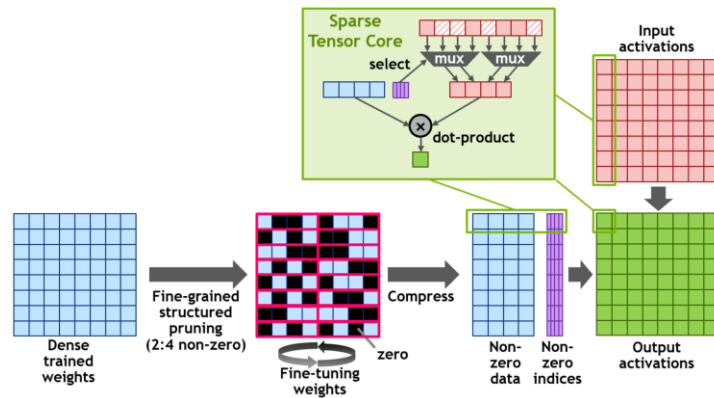 Sparse
Tensor Core
select
mux
mux
×
dot-product
Input
activations
Dense
trained
weights
Fine-grained
structured
pruning
(2:4 non-zero)
zero
Fine-tuning
weights
Compress
Non-
zero
data
Non-
zero
indices
Output
activations